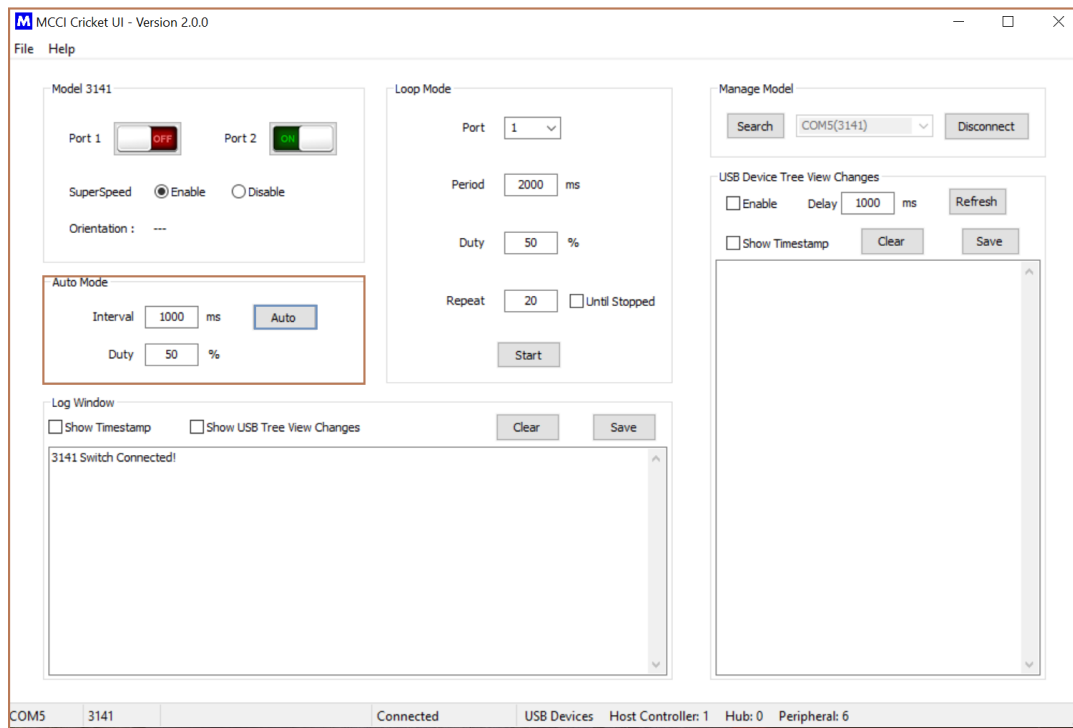 M MCCI Cricket UI - Version 2.0.0
File Help
Model 3141
Port 1 OFF Port 2 ON
SuperSpeed Enable Disable
Orientation : ---
Auto Mode
Interval 1000 ms Auto
Duty 50 %
Loop Mode
Port 1
Period 2000 ms
Duty 50 %
Repeat 20 Until Stopped
Start
Manage Model
Search COM5(3141) Disconnect
USB Device Tree View Changes
Enable Delay 1000 ms Refresh
Show Timestamp Clear Save
Log Window
Show Timestamp Show USB Tree View Changes Clear Save
3141 Switch Connected!
COM5 3141 Connected USB Devices Host Controller: 1 Hub: 0 Peripheral: 6